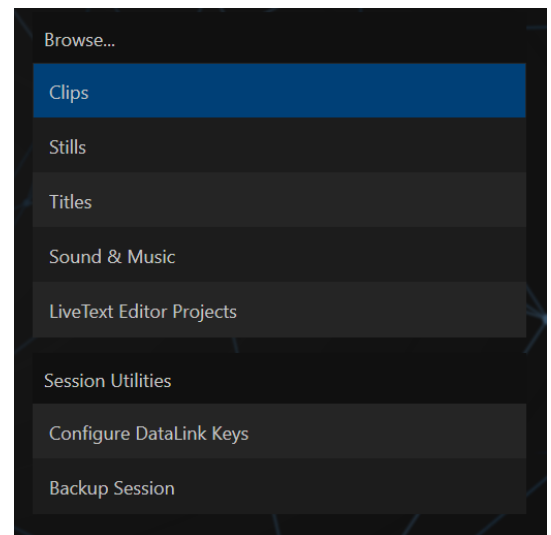 Browse...
Clips
Stills
Titles
Sound & Music
LiveText Editor Projects
Session Utilities
Configure DataLink Keys
Backup Session